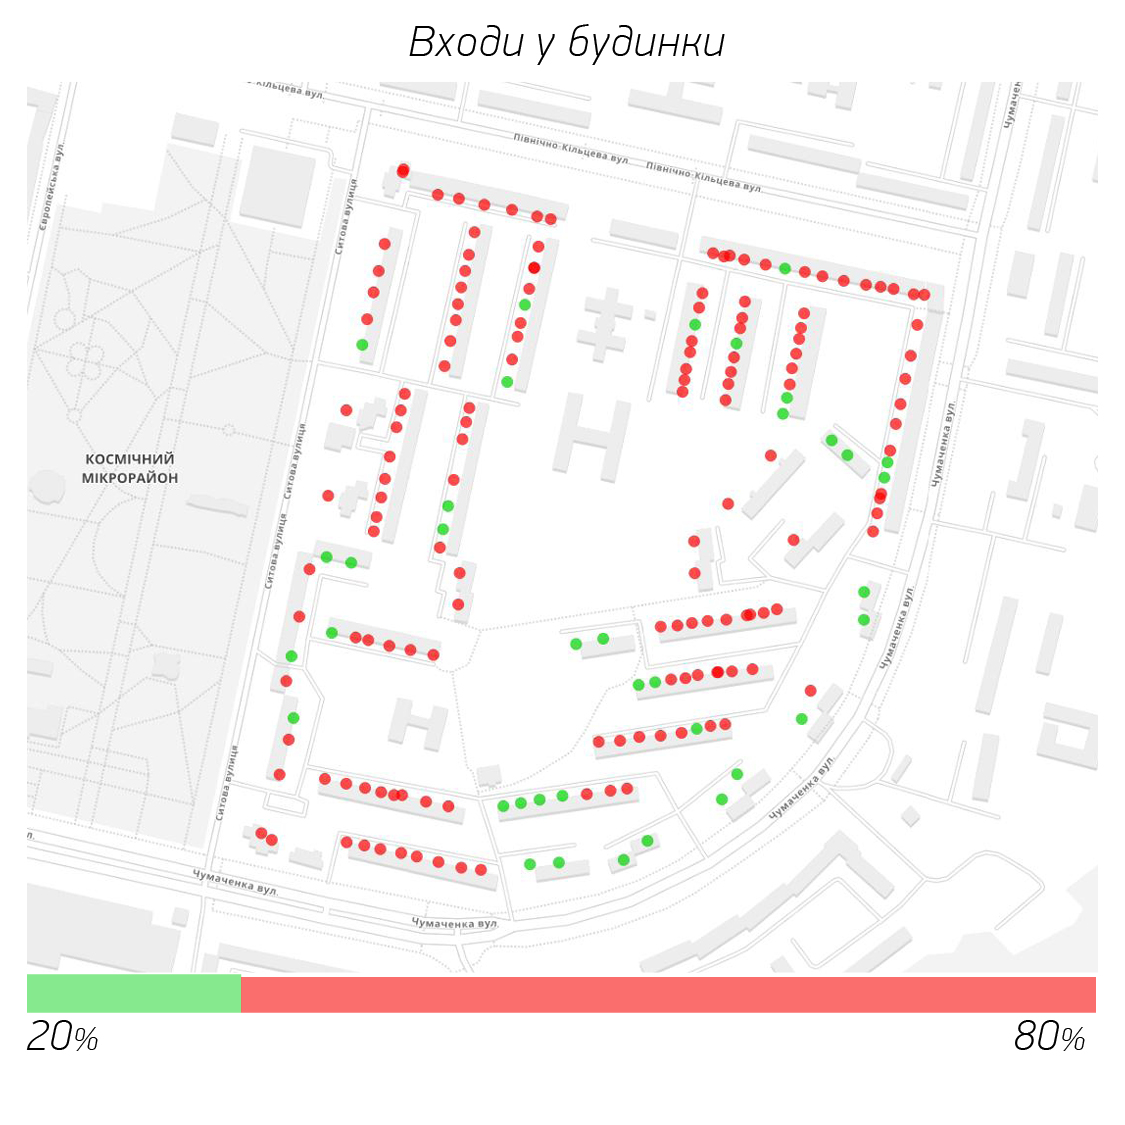 Входи у будинки
Кільцева вул.
Чумаченка
Північно-Кільцева вул.
Північно-Кільцева вул.
Європейська вул.
Ситова вулиця
КОСМІЧНИЙ
МІКРОРАЙОН
Ситова вулиця
Чумаченка вул.
Ситова вулиця
Чумаченка вул.
Ситова вулиця
Чумаченка вул.
л.
Чумаченка вул.
Чумаченка вул.
20%
80%